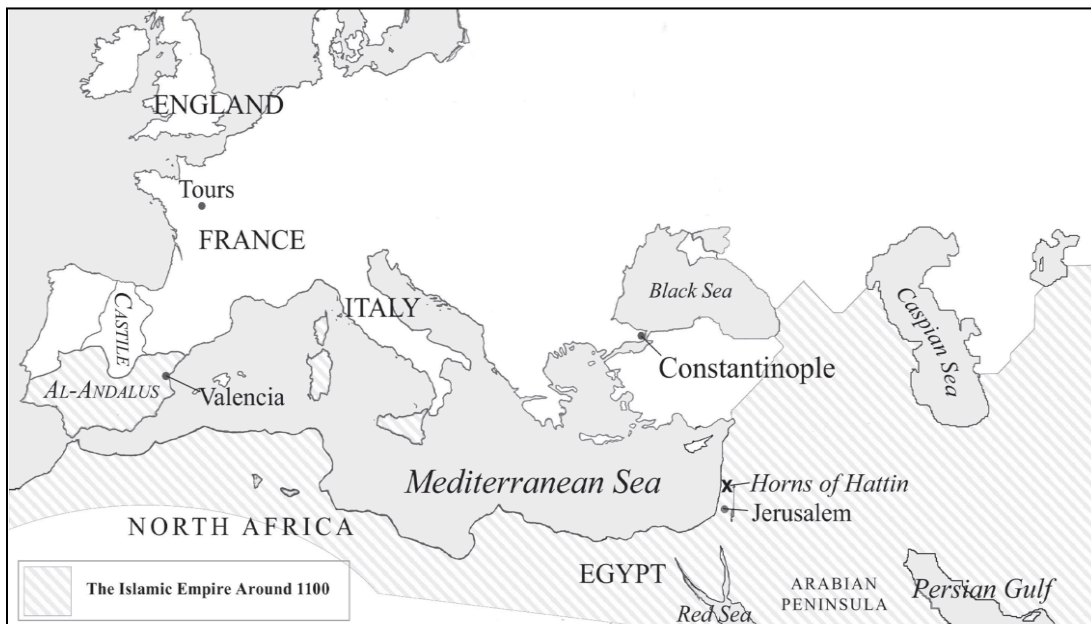 ENGLAND
Tours
FRANCE
ITALY
Black Sea
Caspian Sea
CASTILE
AL-ANDALUS
Valencia
Constantinople
Mediterranean Sea
x Horns of Hattin
Jerusalem
NORTH AFRICA
EGYPT
Red Sea
ARABIAN
PENINSULA
Persian Gulf
The Islamic Empire Around 1100